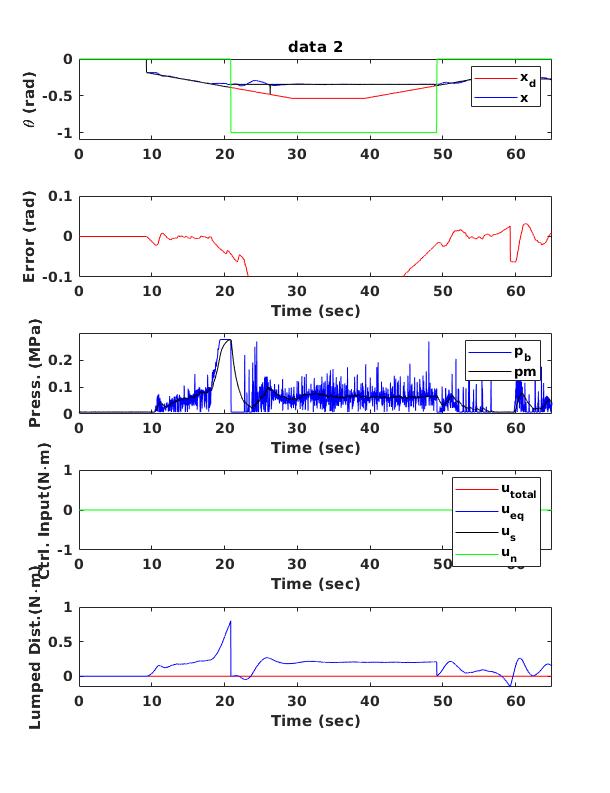 data 2
θ (rad)
0
-0.5
-1
x_d
x
0 10 20 30 40 50 60
Error (rad)
0.1
0
-0.1
0 10 20 30 40 50 60
Time (sec)
Press. (MPa)
0.2
0.1
0
p_b
pm
0 10 20 30 40 50 60
Time (sec)
Ctrl. Input(N·m)
1
0
-1
u_total
u_eq
u_s
u_n
0 10 20 30 40 50 60
Time (sec)
Lumped Dist.(N·m)
1
0.5
0
0 10 20 30 40 50 60
Time (sec)